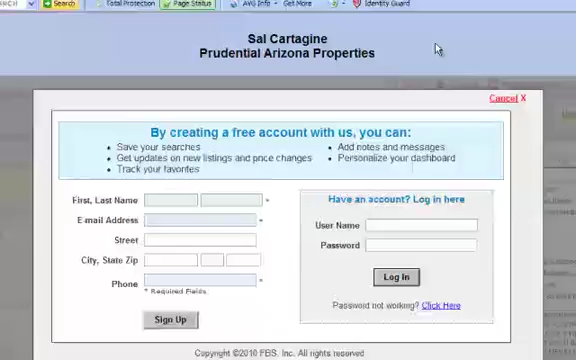 Search
Total Protection
Page Status
AVG Info
Get More
Identity Guard
Sal Cartagine
Prudential Arizona Properties
Cancel X
By creating a free account with us, you can:
• Save your searches
• Get updates on new listings and price changes
• Track your favorites
• Add notes and messages
• Personalize your dashboard
First, Last Name *
E-mail Address *
Street
City, State Zip
Phone *
* Required Fields
Sign Up
Have an account? Log in here
User Name
Password
Log In
Password not working? Click Here
Copyright ©2010 FBS, Inc. All rights reserved